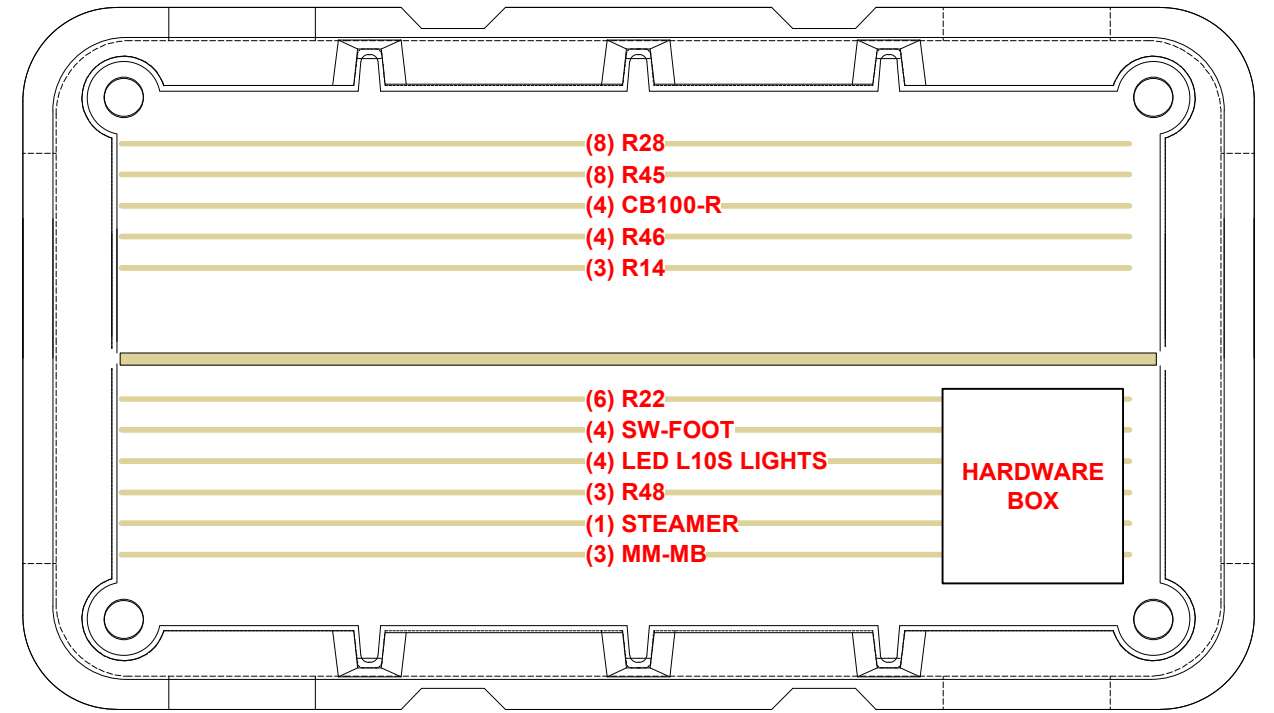 (8) R28
(8) R45
(4) CB100-R
(4) R46
(3) R14
(6) R22
(4) SW-FOOT
(4) LED L10S LIGHTS
(3) R48
(1) STEAMER
(3) MM-MB
HARDWARE
BOX